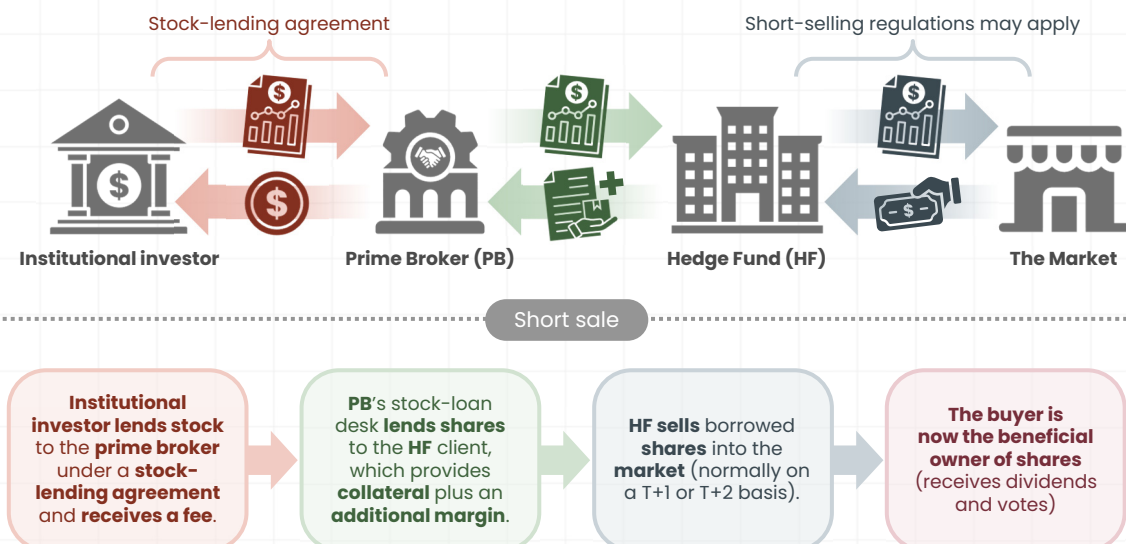 Stock-lending agreement
Short-selling regulations may apply
$
$
$
$
$
$
Institutional investor
Prime Broker (PB)
Hedge Fund (HF)
The Market
Short sale
Institutional
investor lends stock
to the prime broker
under a stock-
lending agreement
and receives a fee.
PB's stock-loan
desk lends shares
to the HF client,
which provides
collateral plus an
additional margin.
HF sells borrowed
shares into the
market (normally on
a T+1 or T+2 basis).
The buyer is
now the beneficial
owner of shares
(receives dividends
and votes)